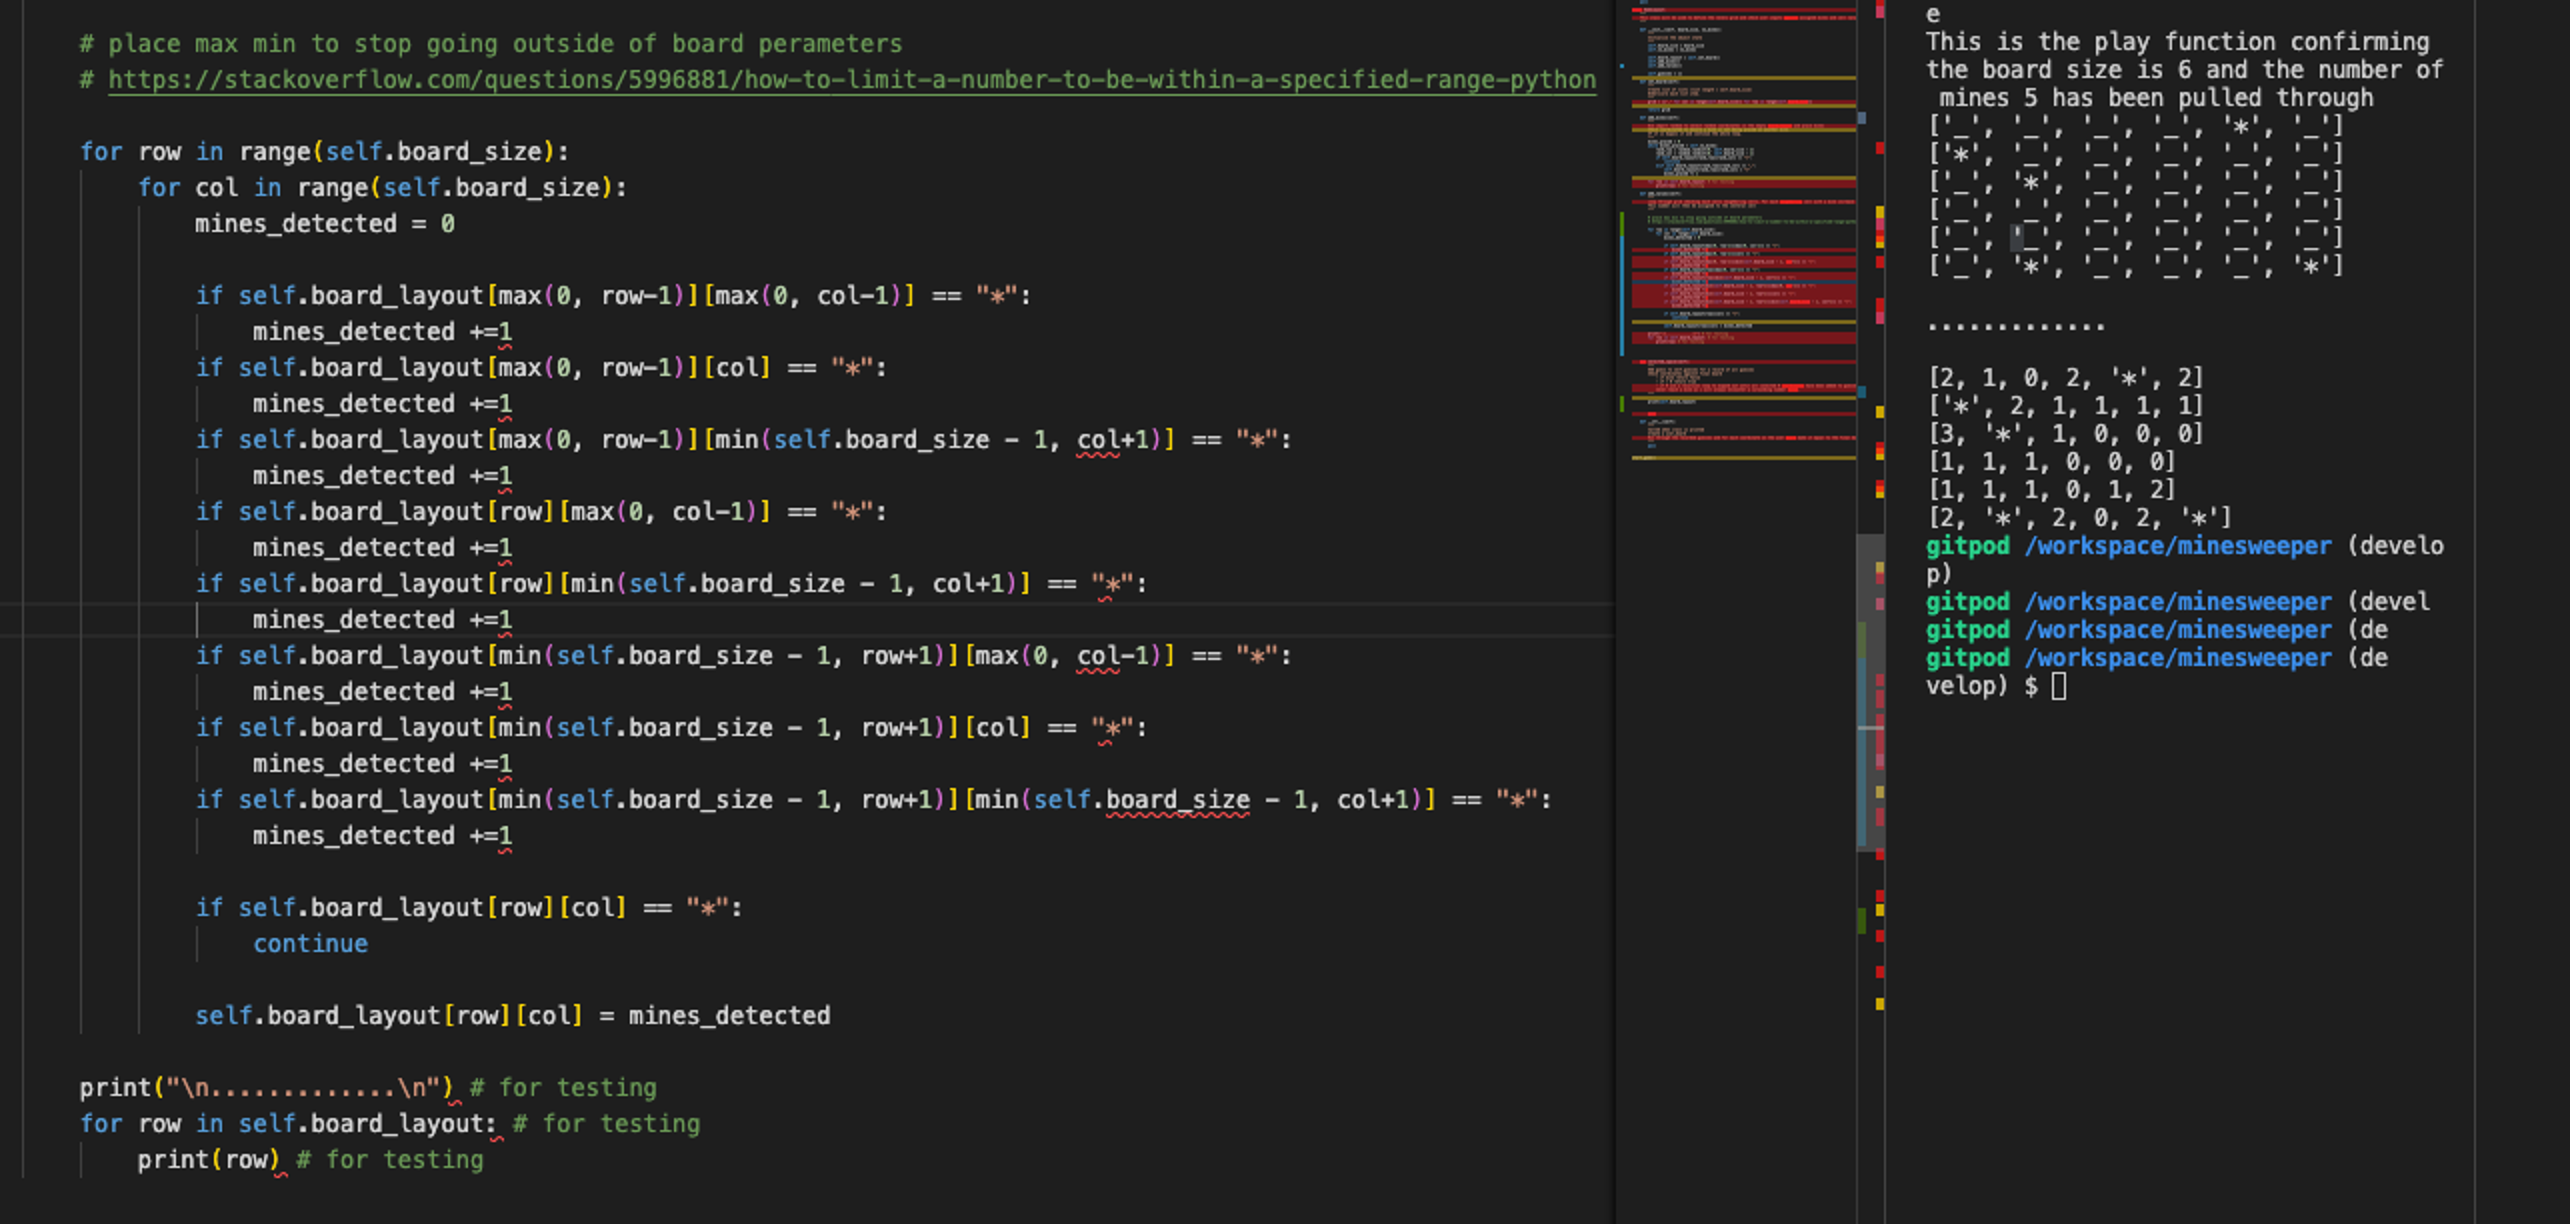 # place max min to stop going outside of board perameters
# https://stackoverflow.com/questions/5996881/how-to-limit-a-number-to-be-within-a-specified-range-python
for row in range(self.board_size):
for col in range(self.board_size):
mines_detected = 0
if self.board_layout[max(0, row-1)][max(0, col-1)] == "*":
mines_detected +=1
if self.board_layout[max(0, row-1)][col] == "*":
mines_detected +=1
if self.board_layout[max(0, row-1)][min(self.board_size - 1, col+1)] == "*":
mines_detected +=1
if self.board_layout[row][max(0, col-1)] == "*":
mines_detected +=1
if self.board_layout[row][min(self.board_size - 1, col+1)] == "*":
mines_detected +=1
if self.board_layout[min(self.board_size - 1, row+1)][max(0, col-1)] == "*":
mines_detected +=1
if self.board_layout[min(self.board_size - 1, row+1)][col] == "*":
mines_detected +=1
if self.board_layout[min(self.board_size - 1, row+1)][min(self.board_size - 1, col+1)] == "*":
mines_detected +=1
if self.board_layout[row][col] == "*":
continue
self.board_layout[row][col] = mines_detected
print("\n.............\n") # for testing
for row in self.board_layout: # for testing
print(row) # for testing
e
This is the play function confirming
the board size is 6 and the number of
mines 5 has been pulled through
['_', '_', '_', '_', '*', '_']
['*', '_', '_', '_', '_', '_']
['_', '*', '_', '_', '_', '_']
['_', '_', '_', '_', '_', '_']
['_', '_', '_', '_', '_', '_']
['_', '*', '_', '_', '_', '*']
.............
[2, 1, 0, 2, '*', 2]
['*', 2, 1, 1, 1, 1]
[3, '*', 1, 0, 0, 0]
[1, 1, 1, 0, 0, 0]
[1, 1, 1, 0, 1, 2]
[2, '*', 2, 0, 2, '*']
gitpod /workspace/minesweeper (develo
p)
gitpod /workspace/minesweeper (devel
gitpod /workspace/minesweeper (de
gitpod /workspace/minesweeper (de
velop) $